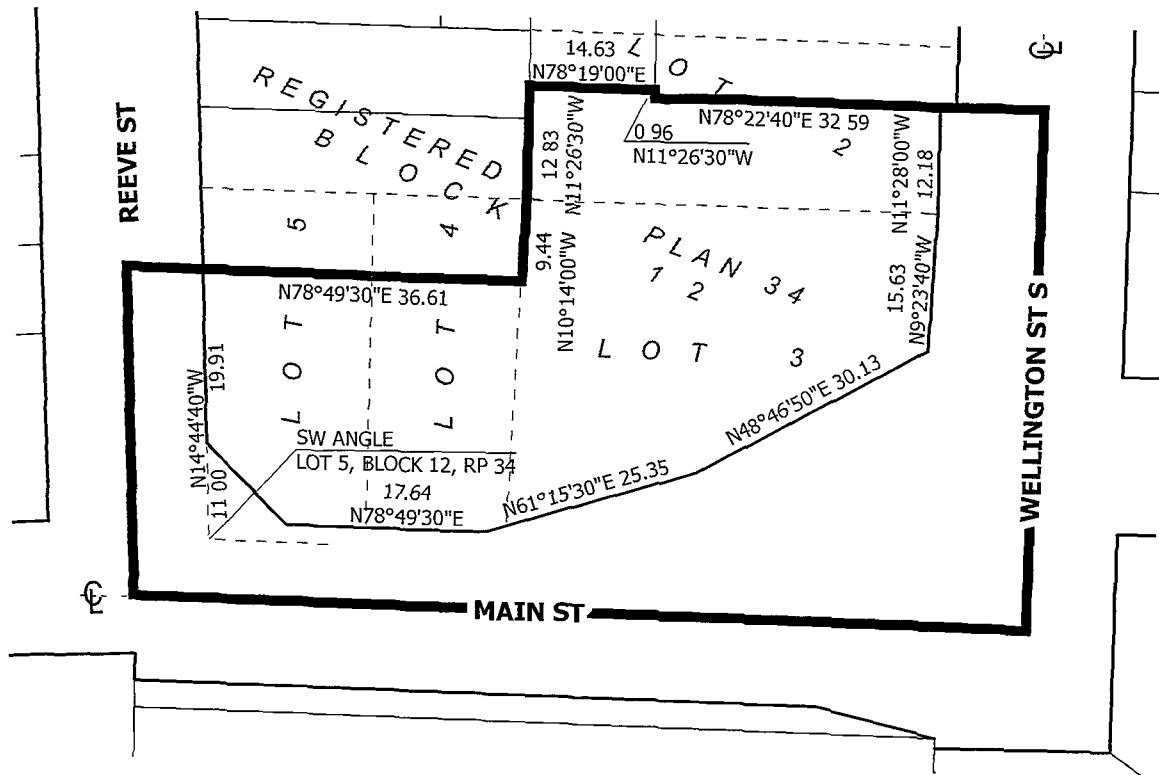 14.63
N78°19'00"E
LOT
2
℄
REGISTERED
BLOCK
N78°22'40"E 32 59
0 96
N11°26'30"W
12 83
N11°26'30"W
N11°28'00"W
12.18
REEVE ST
5
4
9.44
N10°14'00"W
PLAN 34
1 2
15.63
N9°23'40"W
N78°49'30"E 36.61
LOT
LOT
LOT 3
WELLINGTON ST S
19.91
N14°44'40"W
N48°46'50"E 30.13
SW ANGLE
LOT 5, BLOCK 12, RP 34
17.64
N78°49'30"E
N61°15'30"E 25.35
11 00
℄
MAIN ST